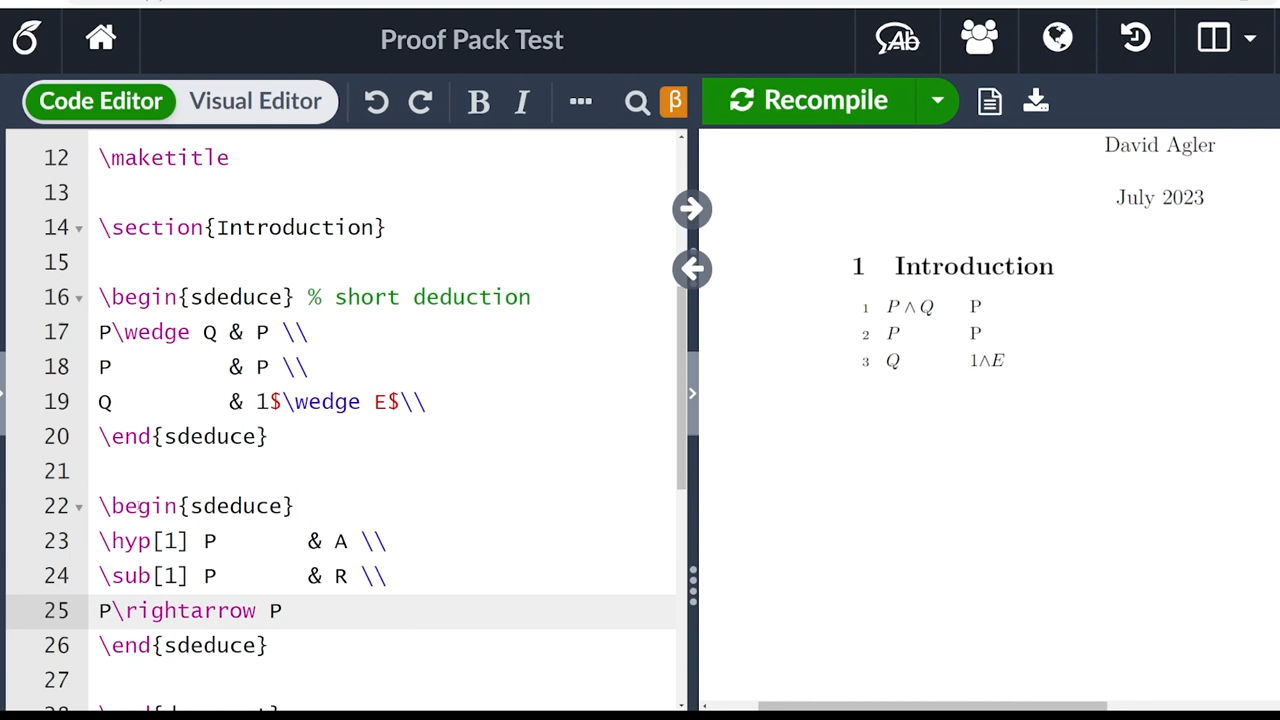 Proof Pack Test
Code Editor Visual Editor B I ... β Recompile
12 \maketitle
13
14 \section{Introduction}
15
16 \begin{sdeduce} % short deduction
17 P\wedge Q & P \\
18 P & P \\
19 Q & 1$\wedge E$\\
20 \end{sdeduce}
21
22 \begin{sdeduce}
23 \hyp[1] P & A \\
24 \sub[1] P & R \\
25 P\rightarrow P
26 \end{sdeduce}
27
David Agler
July 2023
1 Introduction
1 P ∧ Q P
2 P P
3 Q 1∧E